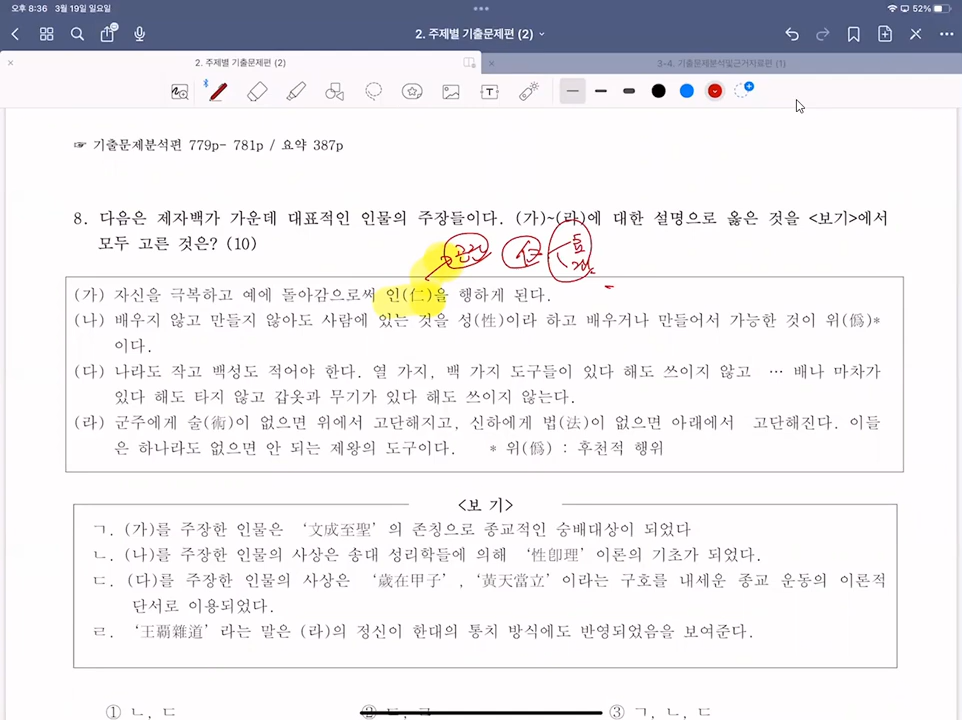 오후 8:36 3월 19일 일요일
52%
2. 주제별 기출문제편 (2)
2. 주제별 기출문제편 (2)
3-4. 기출문제분석및근거자료편 (1)
☞ 기출문제분석편 779p- 781p / 요약 387p
8. 다음은 제자백가 가운데 대표적인 인물의 주장들이다. (가)~(라)에 대한 설명으로 옳은 것을 <보기>에서
모두 고른 것은? (10)
(가) 자신을 극복하고 예에 돌아감으로써 인(仁)을 행하게 된다.
(나) 배우지 않고 만들지 않아도 사람에 있는 것을 성(性)이라 하고 배우거나 만들어서 가능한 것이 위(僞)*
이다.
(다) 나라도 작고 백성도 적어야 한다. 열 가지, 백 가지 도구들이 있다 해도 쓰이지 않고 … 배나 마차가
있다 해도 타지 않고 갑옷과 무기가 있다 해도 쓰이지 않는다.
(라) 군주에게 술(術)이 없으면 위에서 고단해지고, 신하에게 법(法)이 없으면 아래에서 고단해진다. 이들
은 하나라도 없으면 안 되는 제왕의 도구이다. * 위(僞) : 후천적 행위
<보 기>
ㄱ. (가)를 주장한 인물은 ‘文成至聖’의 존칭으로 종교적인 숭배대상이 되었다
ㄴ. (나)를 주장한 인물의 사상은 송대 성리학들에 의해 ‘性卽理’ 이론의 기초가 되었다.
ㄷ. (다)를 주장한 인물의 사상은 ‘歲在甲子’, ‘黃天當立’이라는 구호를 내세운 종교 운동의 이론적
단서로 이용되었다.
ㄹ. ‘王覇雜道’라는 말은 (라)의 정신이 한대의 통치 방식에도 반영되었음을 보여준다.
① ㄴ, ㄷ ② ㄷ, ㄹ ③ ㄱ, ㄴ, ㄷ